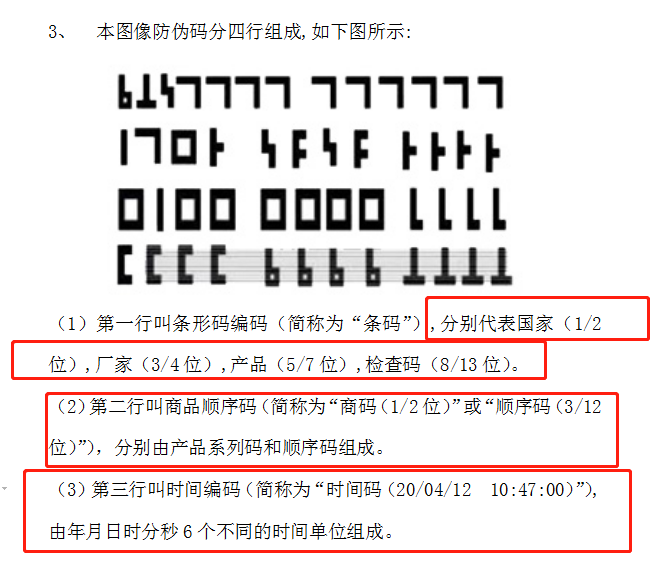 3、 本图像防伪码分四行组成,如下图所示:
（1）第一行叫条形码编码（简称为“条码”）,分别代表国家（1/2
位）,厂家（3/4位）,产品（5/7位）,检查码（8/13位）。
（2）第二行叫商品顺序码（简称为“商码（1/2位）”或“顺序码（3/12
位）”），分别由产品系列码和顺序码组成。
（3）第三行叫时间编码（简称为“时间码（20/04/12 10:47:00）”），
由年月日时分秒6个不同的时间单位组成。